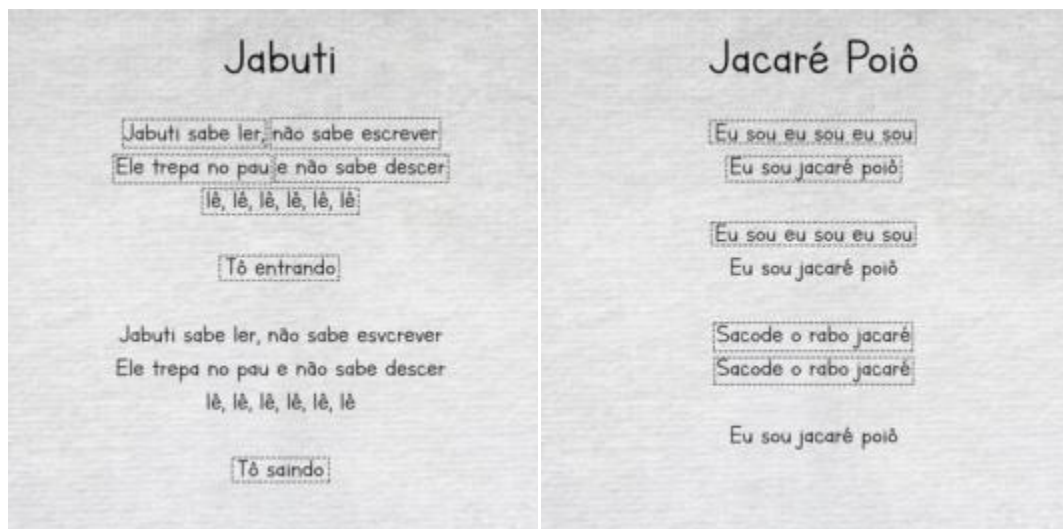 Jabuti
Jabuti sabe ler, não sabe escrever
Ele trepa no pau e não sabe descer
lê, lê, lê, lê, lê, lê
Tô entrando
Jabuti sabe ler, não sabe esvcrever
Ele trepa no pau e não sabe descer
lê, lê, lê, lê, lê, lê
Tô saindo
Jacaré Poiô
Eu sou eu sou eu sou
Eu sou jacaré poiô
Eu sou eu sou eu sou
Eu sou jacaré poiô
Sacode o rabo jacaré
Sacode o rabo jacaré
Eu sou jacaré poiô